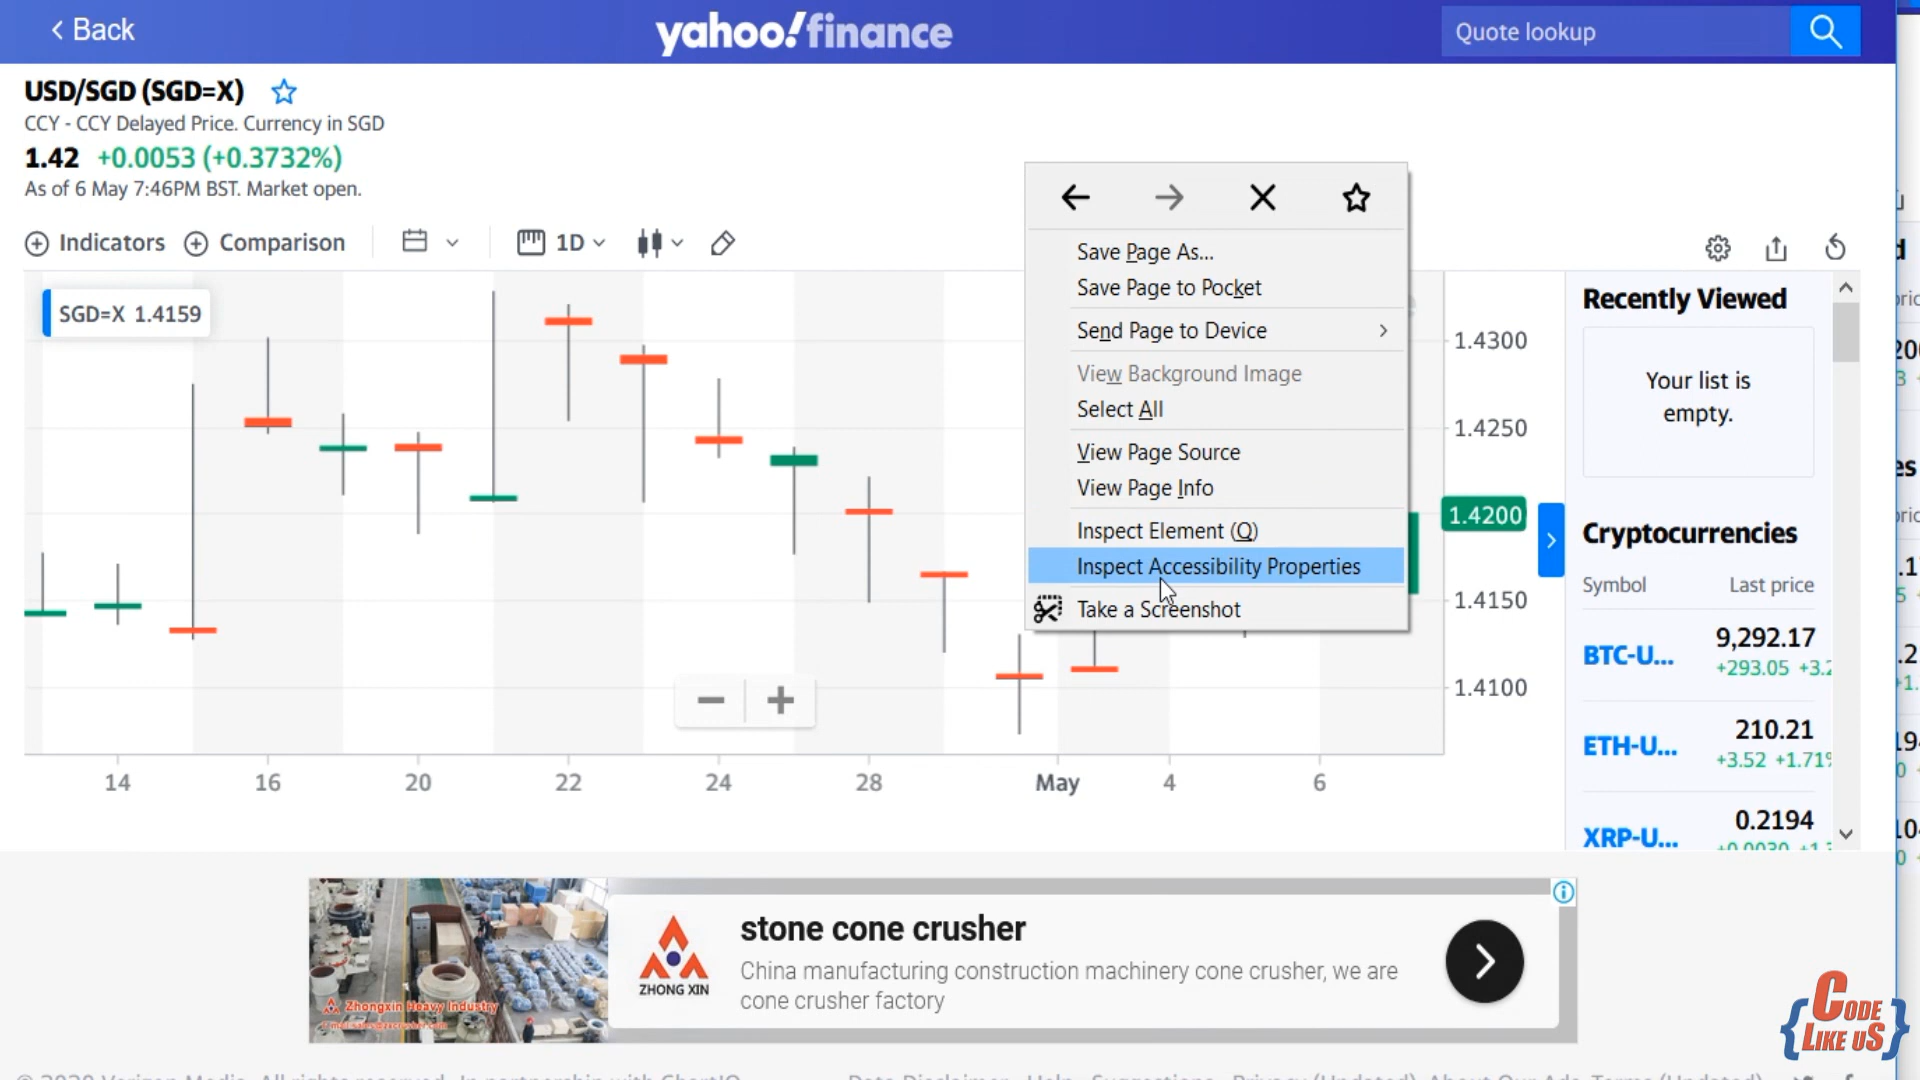 Back
yahoo!finance
Quote lookup
USD/SGD (SGD=X)
CCY - CCY Delayed Price. Currency in SGD
1.42 +0.0053 (+0.3732%)
As of 6 May 7:46PM BST. Market open.
Indicators Comparison 1D
SGD=X 1.4159
Save Page As...
Save Page to Pocket
Send Page to Device
View Background Image
Select All
View Page Source
View Page Info
Inspect Element (Q)
Inspect Accessibility Properties
Take a Screenshot
1.4300
1.4250
1.4200
1.4150
1.4100
14 16 20 22 24 28 May 4 6
Recently Viewed
Your list is
empty.
Cryptocurrencies
Symbol Last price
BTC-U... 9,292.17
+293.05 +3.2
ETH-U... 210.21
+3.52 +1.71%
XRP-U... 0.2194
stone cone crusher
China manufacturing construction machinery cone crusher, we are
cone crusher factory
ZHONG XIN
Zhongxin Heavy Industry
CODE
LIKE US